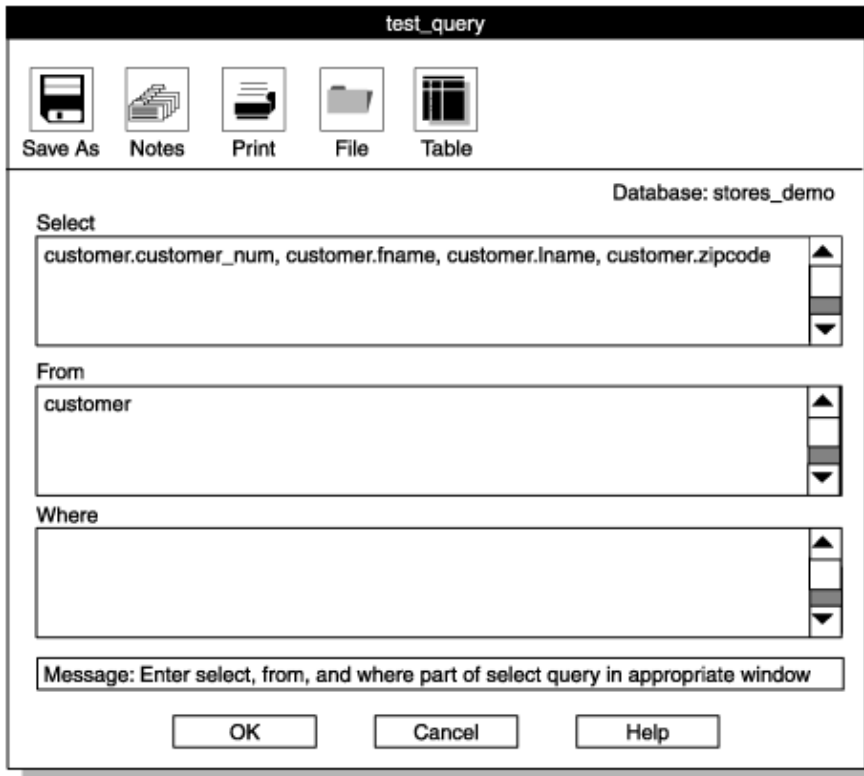 test_query
Save As Notes Print File Table
Database: stores_demo
Select
customer.customer_num, customer.fname, customer.lname, customer.zipcode
From
customer
Where
Message: Enter select, from, and where part of select query in appropriate window
OK Cancel Help